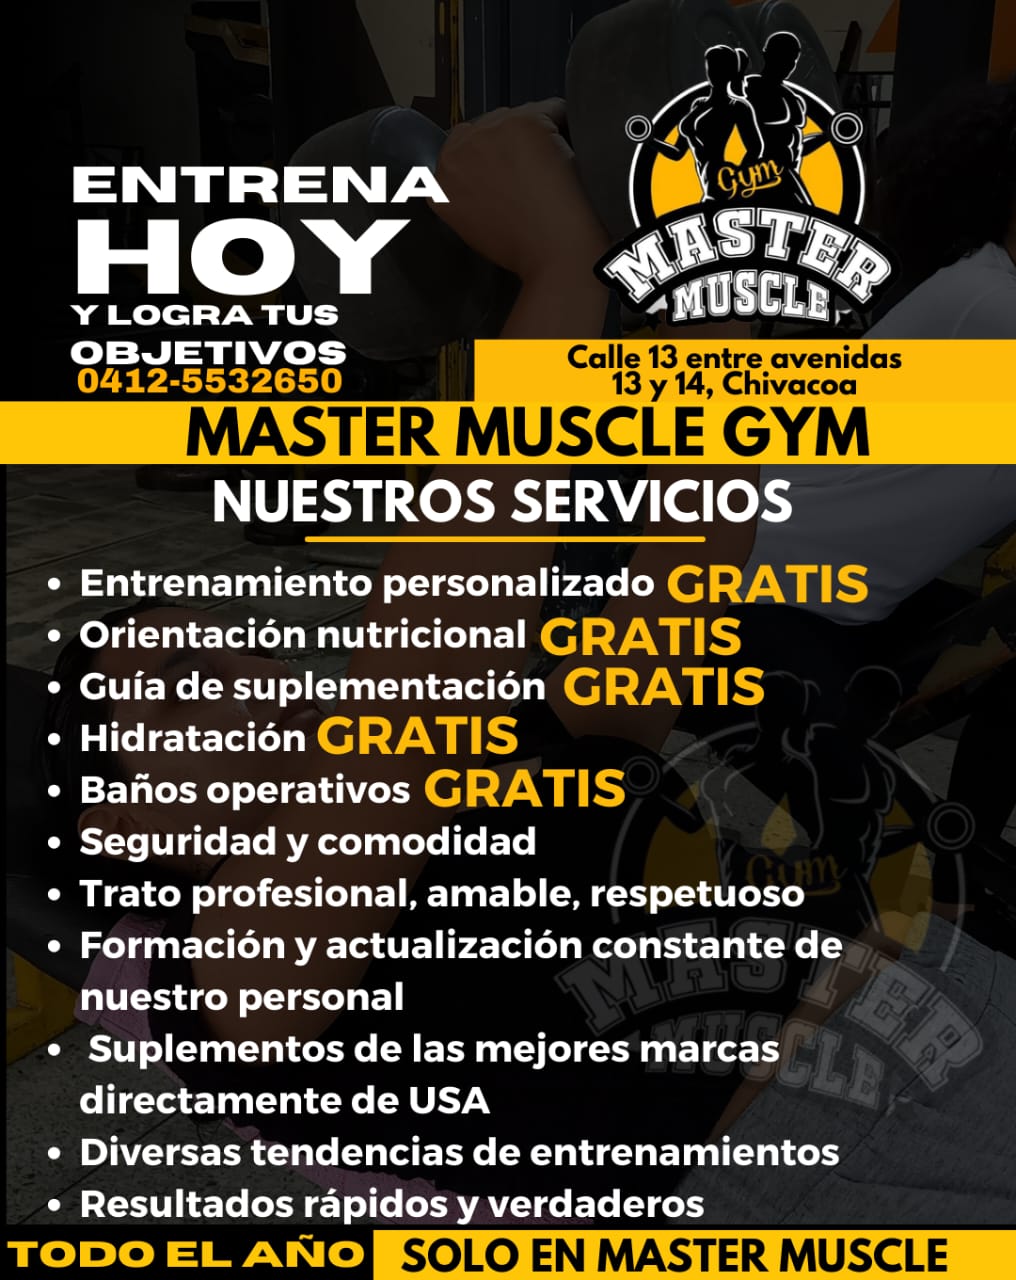 ENTRENA
HOY
Y LOGRA TUS
OBJETIVOS
0412-5532650
Gym
MASTER
MUSCLE
Calle 13 entre avenidas
13 y 14, Chivacoa
MASTER MUSCLE GYM
NUESTROS SERVICIOS
• Entrenamiento personalizado GRATIS
• Orientación nutricional GRATIS
• Guía de suplementación GRATIS
• Hidratación GRATIS
• Baños operativos GRATIS
• Seguridad y comodidad
• Trato profesional, amable, respetuoso
• Formación y actualización constante de
nuestro personal
• Suplementos de las mejores marcas
directamente de USA
• Diversas tendencias de entrenamientos
• Resultados rápidos y verdaderos
Gym
MASTER
MUSCLE
TODO EL AÑO SOLO EN MASTER MUSCLE